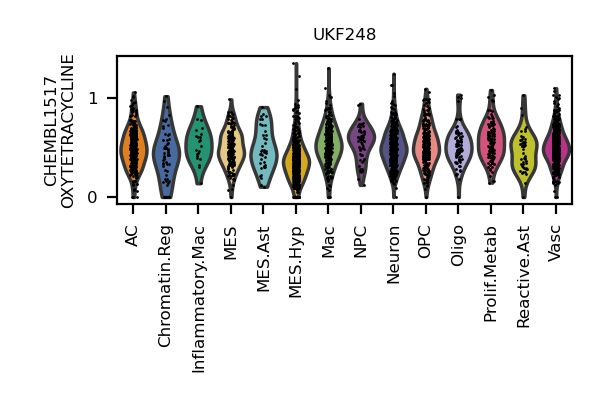 UKF248
CHEMBL1517
OXYTETRACYCLINE
1
0
AC
Chromatin.Reg
Inflammatory.Mac
MES
MES.Ast
MES.Hyp
Mac
NPC
Neuron
OPC
Oligo
Prolif.Metab
Reactive.Ast
Vasc